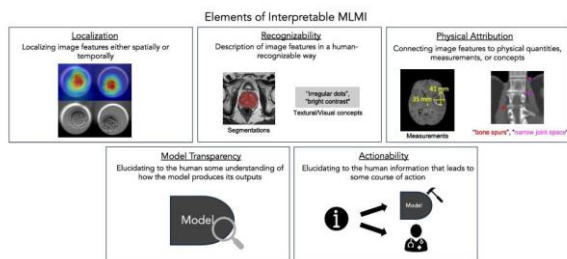 Elements of Interpretable MLMI
Localization
Localizing image features either spatially or
temporally
Recognizability
Description of image features in a human-
recognizable way
"irregular dots",
"bright contrast"
Segmentations
Textural/Visual concepts
Physical Attribution
Connecting image features to physical quantities,
measurements, or concepts
41 mm
35 mm
Measurements
"bone spurs", "narrow joint space"
Model Transparency
Elucidating to the human some understanding of
how the model produces its outputs
Model
Actionability
Elucidating to the human information that leads to
some course of action
i
Model